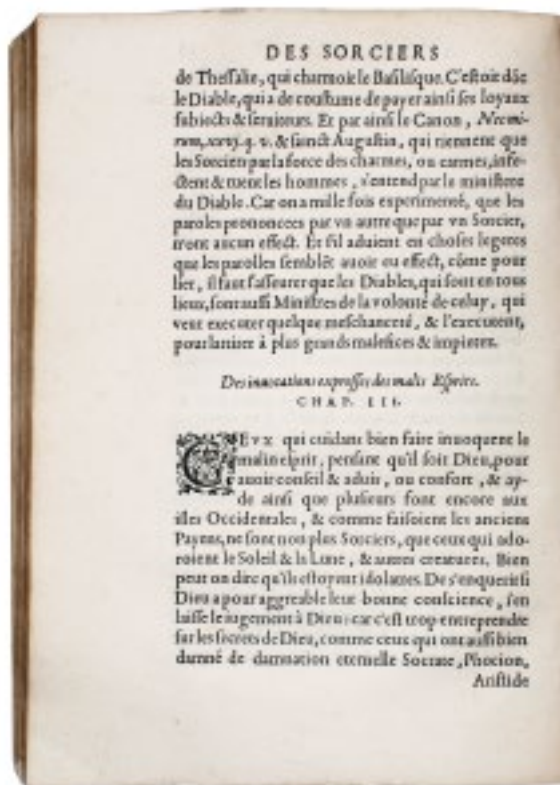 DES SORCIERS
de Thessalie, qui charmoit le Basilisque. C'estoit dõc
le Diable, qui a de coustume de payer ainsi ses loyaux
subiects & seruiteurs. Et par ainsi le Canon, Nec mi-
rum, xxvj. q. v. & sainct Augustin, qui tiennent que
les Sorciers par la force des charmes, ou carmes, infe-
ctent & tuent les hommes, s'entend par le ministere
du Diable. Car on a mille fois experimenté, que les
paroles prononcees par vn autre que par vn Sorcier,
n'ont aucun effect. Et s'il aduient en choses legeres
que les parolles semblẽt auoir eu effect, cõme pour
lier, il faut s'asseurer que les Diables, qui sont en tous
lieux, sont aussi Ministres de la volonté de celuy, qui
veut executer quelque meschanceté, & l'executent,
pour l'attirer à plus grands malefices & impietez.
Des inuocations expresses des malis Esprits.
CHAP. III.
CEVX qui cuidans bien faire inuoquent le
malin esprit, pensant qu'il soit Dieu, pour
auoir conseil & aduis, ou confort, & ay-
de ainsi que plusieurs font encore aux
isles Occidentales, & comme faisoient les anciens
Payens, ne sont non plus Sorciers, que ceux qui ado-
roient le Soleil & la Lune, & autres creatures. Bien
peut on dire qu'ils estoyent idolatres. De s'enquerir si
Dieu a pour aggreable leur bonne conscience, s'en
laisse le iugement à Dieu: car c'est trop entreprendre
sur les secrets de Dieu, comme ceux qui ont aussi bien
damné de damnation eternelle Socrate, Phocion,
Aristide